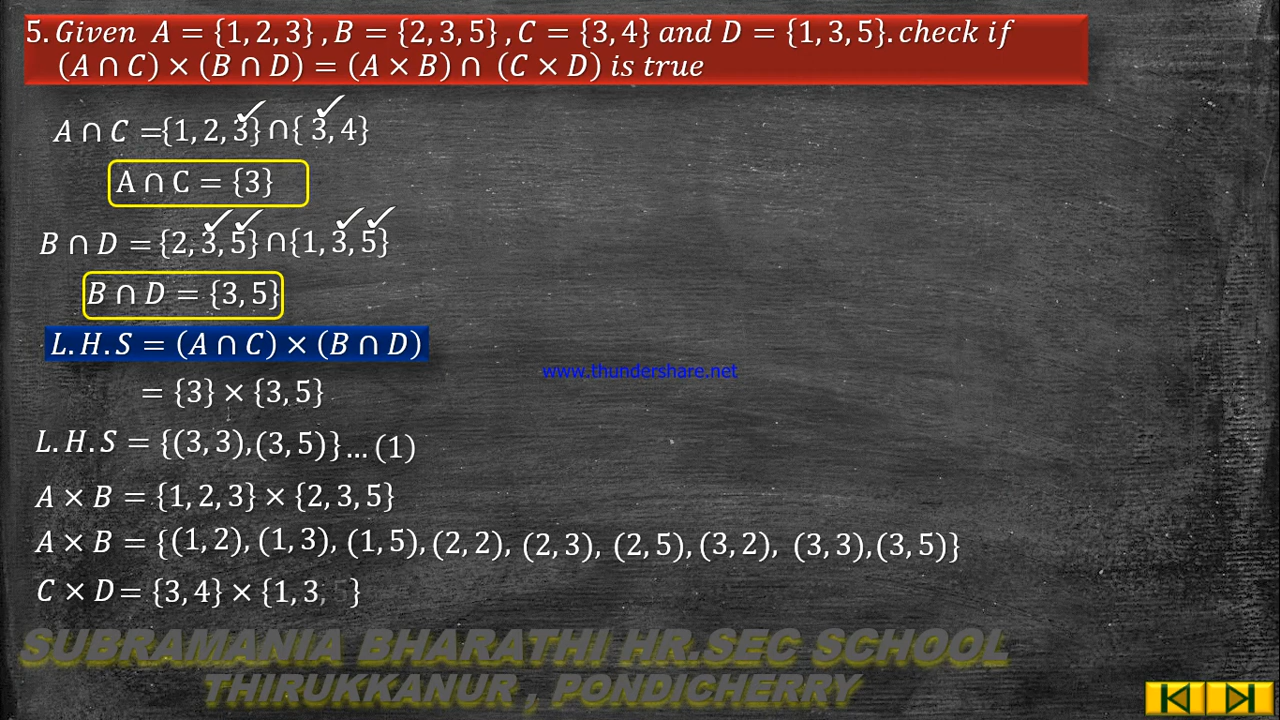 5. Given A = {1, 2, 3} , B = {2, 3, 5} , C = {3, 4} and D = {1, 3, 5}. check if
(A ∩ C) × (B ∩ D) = (A × B) ∩ (C × D) is true
A ∩ C ={1, 2, 3} ∩{ 3, 4}
A ∩ C = {3}
B ∩ D = {2, 3, 5} ∩{1, 3, 5}
B ∩ D = {3, 5}
L. H. S = (A ∩ C) × (B ∩ D)
www.thundershare.net
= {3} × {3, 5}
L. H. S = {(3, 3),(3, 5)}... (1)
A × B = {1, 2, 3} × {2, 3, 5}
A × B = {(1, 2), (1, 3), (1, 5), (2, 2), (2, 3), (2, 5), (3, 2), (3, 3),(3, 5)}
C × D = {3, 4} × {1, 3, 5}
SUBRAMANIA BHARATHI HR.SEC SCHOOL
THIRUKKANUR , PONDICHERRY